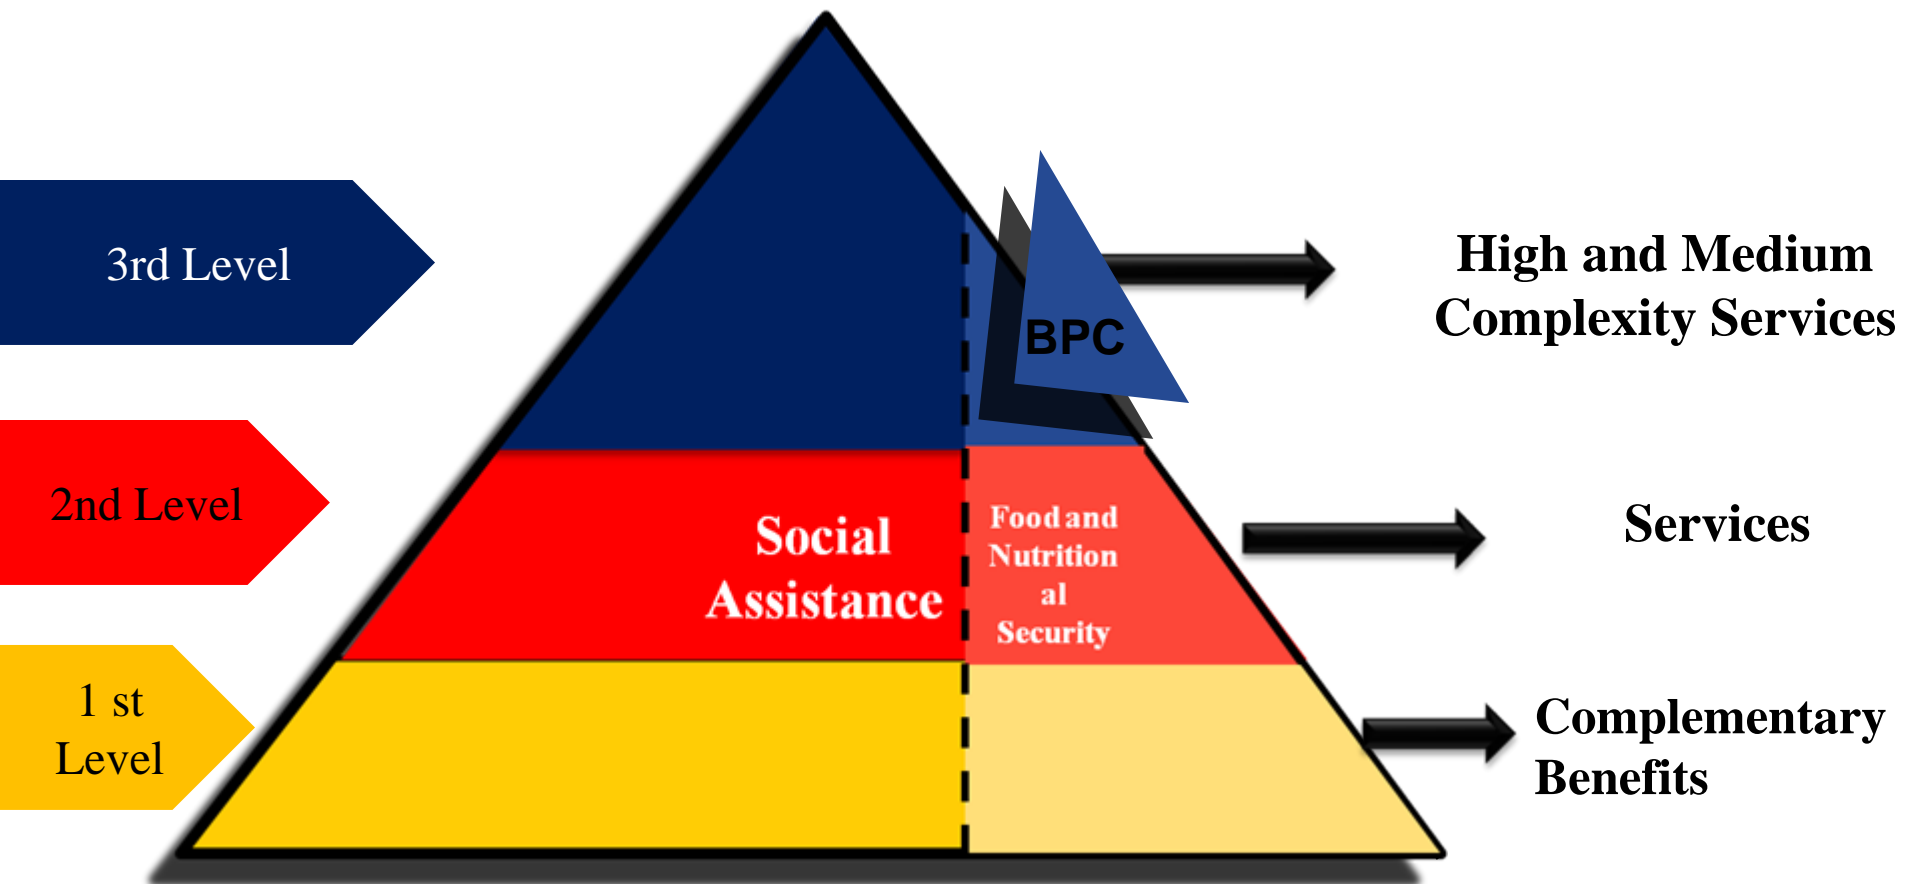 3rd Level
High and Medium
Complexity Services
BPC
2nd Level
Social
Assistance
Food and
Nutrition
al
Security
Services
1 st
Level
Complementary
Benefits